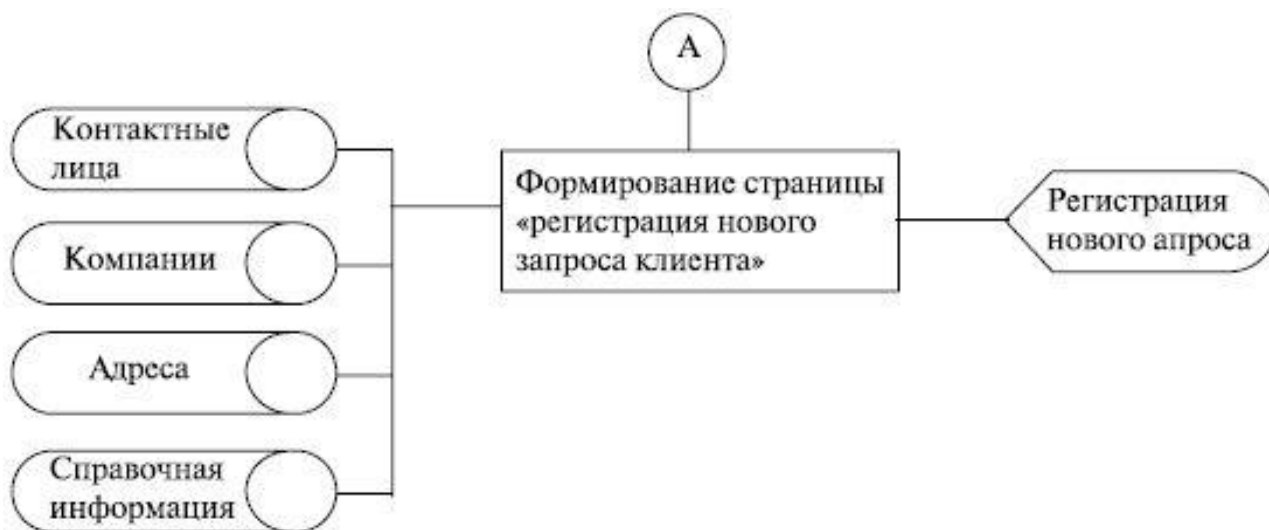 А
Контактные
лица
Компании
Адреса
Справочная
информация
Формирование страницы
«регистрация нового
запроса клиента»
Регистрация
нового апроса